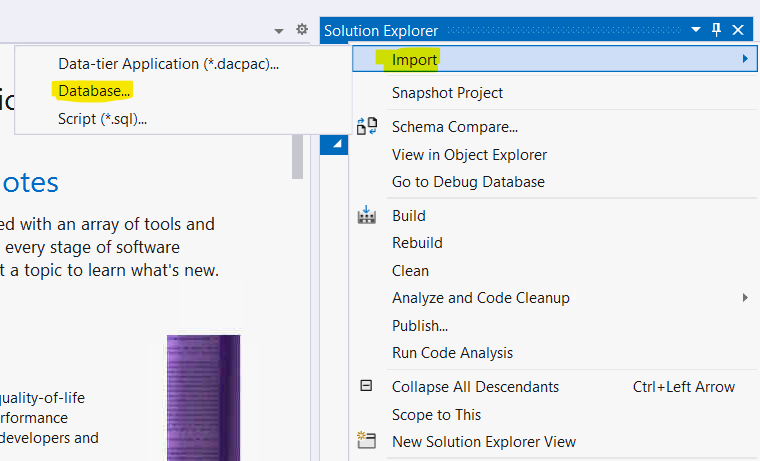 Solution Explorer
Import
Data-tier Application (*.dacpac)...
Database...
Script (*.sql)...
Snapshot Project
Schema Compare...
View in Object Explorer
Go to Debug Database
Build
Rebuild
Clean
Analyze and Code Cleanup
Publish...
Run Code Analysis
Collapse All Descendants Ctrl+Left Arrow
Scope to This
New Solution Explorer View
otes
ed with an array of tools and
every stage of software
t a topic to learn what's new.
uality-of-life
rformance
developers and